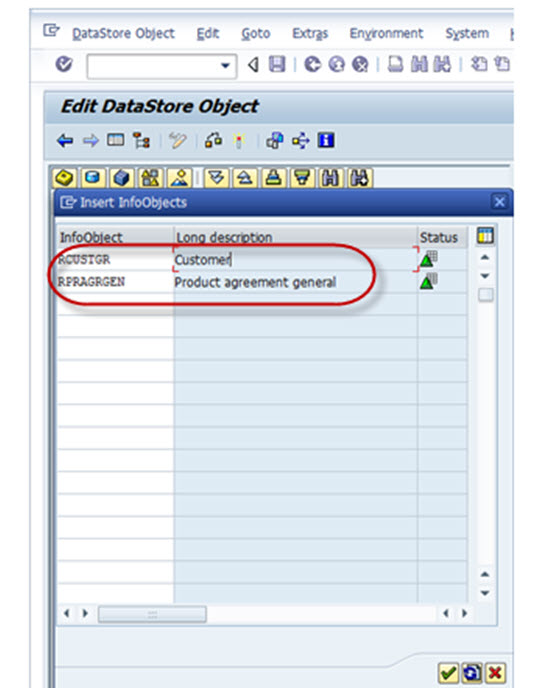 DataStore Object Edit Goto Extras Environment System
Edit DataStore Object
Insert InfoObjects
InfoObject Long description Status
RCUSTGR Customer
RPRAGRGEN Product agreement general